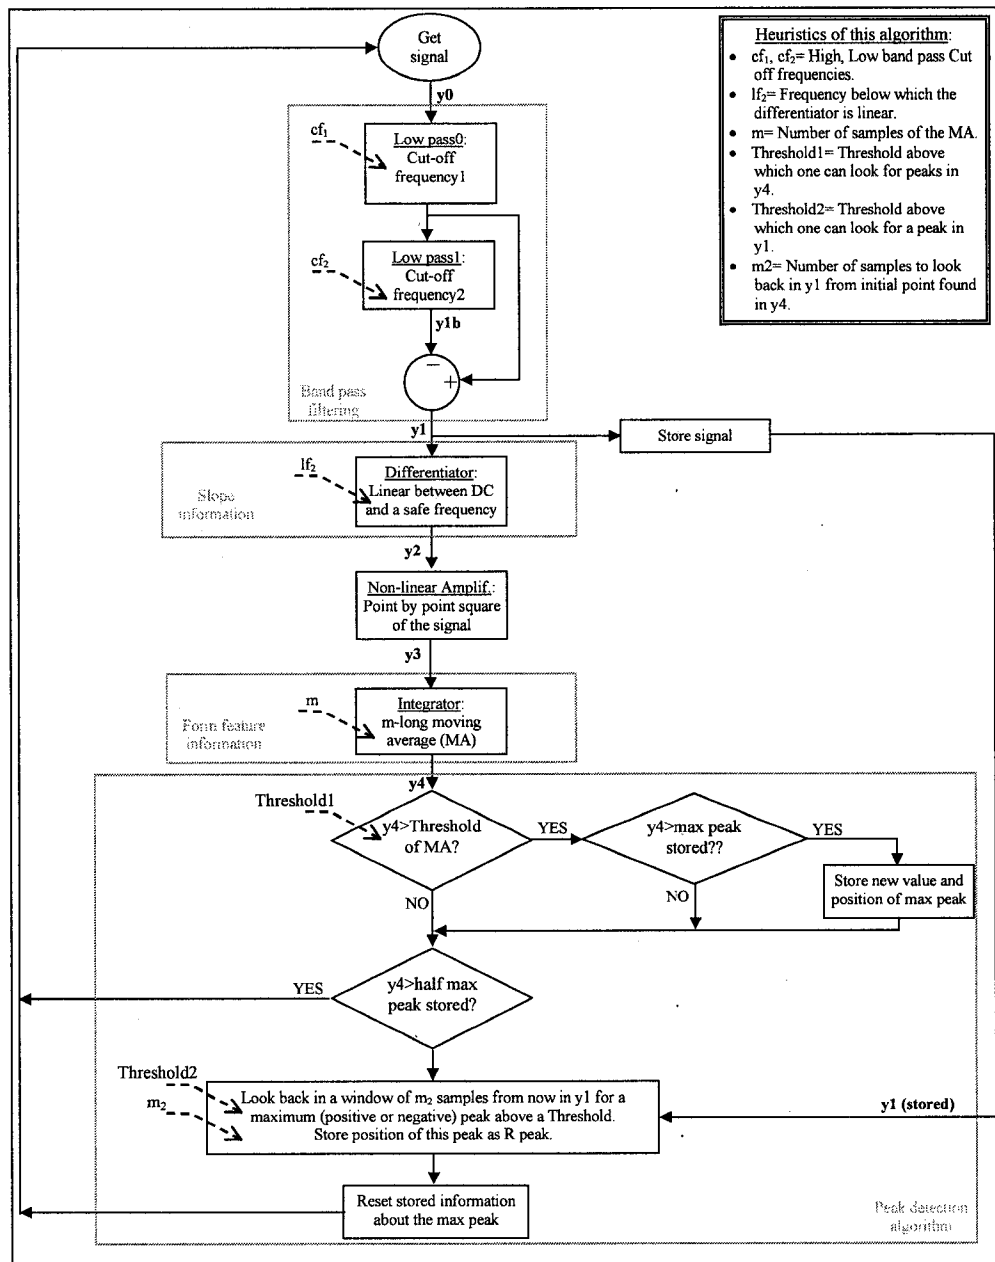 Get
signal
y0
Heuristics of this algorithm:
• cf1, cf2= High, Low band pass Cut
off frequencies.
• lf2= Frequency below which the
differentiator is linear.
• m= Number of samples of the MA.
• Threshold1= Threshold above
which one can look for peaks in
y4.
• Threshold2= Threshold above
which one can look for a peak in
y1.
• m2= Number of samples to look
back in y1 from initial point found
in y4.
cf1
Low pass0:
Cut-off
frequency1
cf2
Low pass1:
Cut-off
frequency2
y1b
−
+
Band pass
filtering
y1
Store signal
lf2
Differentiator:
Linear between DC
and a safe frequency
Slope
information
y2
Non-linear Amplif.:
Point by point square
of the signal
y3
m
Integrator:
m-long moving
average (MA)
Form feature
information
y4
Threshold1
y4>Threshold
of MA?
YES
y4>max peak
stored??
YES
Store new value and
position of max peak
NO
NO
YES
y4>half max
peak stored?
Threshold2
m2
Look back in a window of m2 samples from now in y1 for a
maximum (positive or negative) peak above a Threshold.
Store position of this peak as R peak.
y1 (stored)
Reset stored information
about the max peak
Peak detection
algorithm